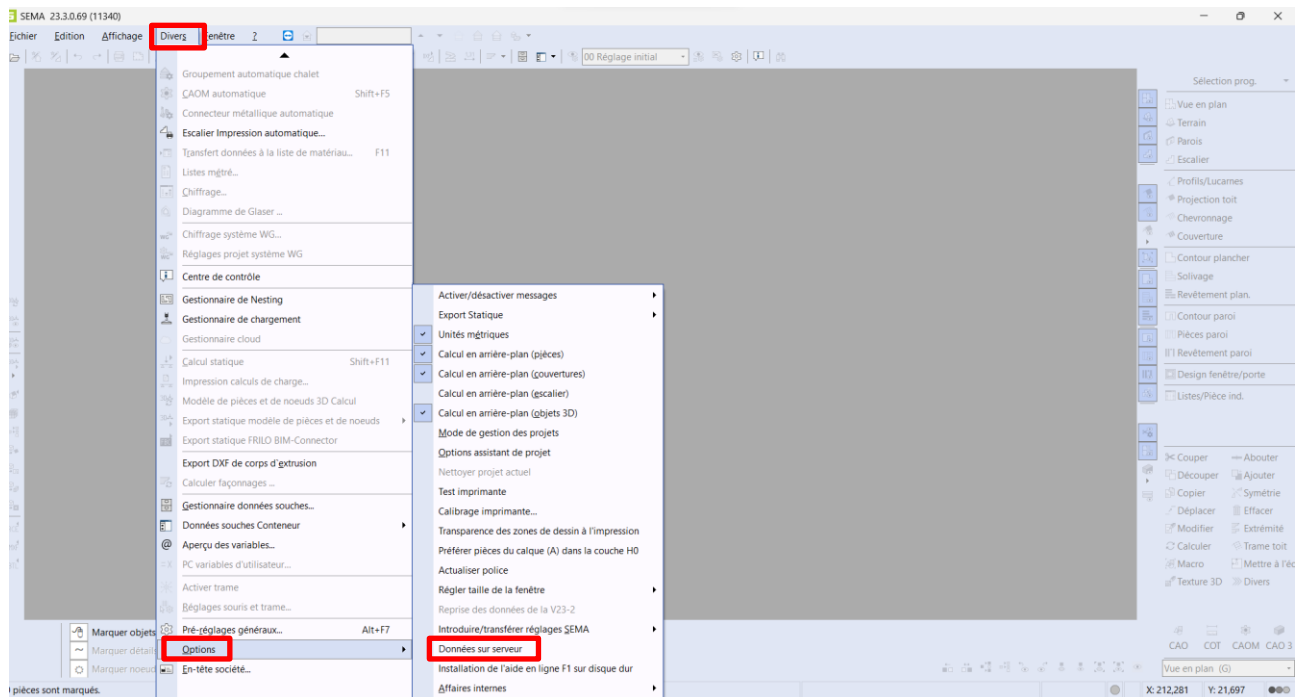 SEMA 23.3.0.69 (11340)
Fichier Edition Affichage Divers Fenêtre ?
00 Réglage initial
Groupement automatique chalet
CAOM automatique Shift+F5
Connecteur métallique automatique
Escalier Impression automatique...
Transfert données à la liste de matériau... F11
Listes métré...
Chiffrage...
Diagramme de Glaser ...
Chiffrage système WG...
Réglages projet système WG
Centre de contrôle
Gestionnaire de Nesting
Gestionnaire de chargement
Gestionnaire cloud
Calcul statique Shift+F11
Impression calculs de charge...
Modèle de pièces et de noeuds 3D Calcul
Export statique modèle de pièces et de noeuds
Export statique FRILO BIM-Connector
Export DXF de corps d'extrusion
Calculer façonnages ...
Gestionnaire données souches...
Données souches Conteneur
@ Aperçu des variables...
PC variables d'utilisateur...
Activer trame
Réglages souris et trame...
Pré-réglages généraux... Alt+F7
Options
En-tête société...
Activer/désactiver messages
Export Statique
Unités métriques
Calcul en arrière-plan (pièces)
Calcul en arrière-plan (couvertures)
Calcul en arrière-plan (escalier)
Calcul en arrière-plan (objets 3D)
Mode de gestion des projets
Options assistant de projet
Nettoyer projet actuel
Test imprimante
Calibrage imprimante...
Transparence des zones de dessin à l'impression
Préférer pièces du calque (A) dans la couche H0
Actualiser police
Régler taille de la fenêtre
Reprise des données de la V23-2
Introduire/transférer réglages SEMA
Données sur serveur
Installation de l'aide en ligne F1 sur disque dur
Affaires internes
Sélection prog.
Vue en plan
Terrain
Parois
Escalier
Profils/Lucarnes
Projection toit
Chevronnage
Couverture
Contour plancher
Solivage
Revêtement plan.
Contour paroi
Pièces paroi
Revêtement paroi
Design fenêtre/porte
Listes/Pièce ind.
Couper Abouter
Découper Ajouter
Copier Symétrie
Déplacer Effacer
Modifier Extrémité
Calculer Trame toit
Macro Mettre à l'éc
Texture 3D Divers
CAO COT CAOM CAO 3
Vue en plan (G)
Marquer objets
Marquer détails
Marquer noeud
pièces sont marqués.
X: 212,281 Y: 21,697